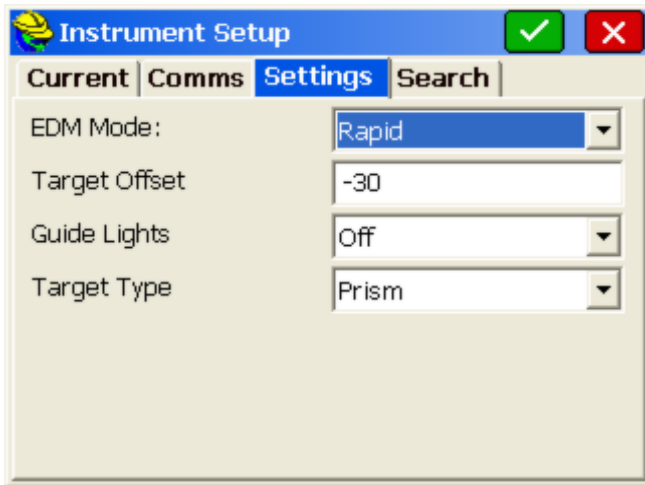 Instrument Setup
Current Comms Settings Search
EDM Mode: Rapid
Target Offset -30
Guide Lights Off
Target Type Prism